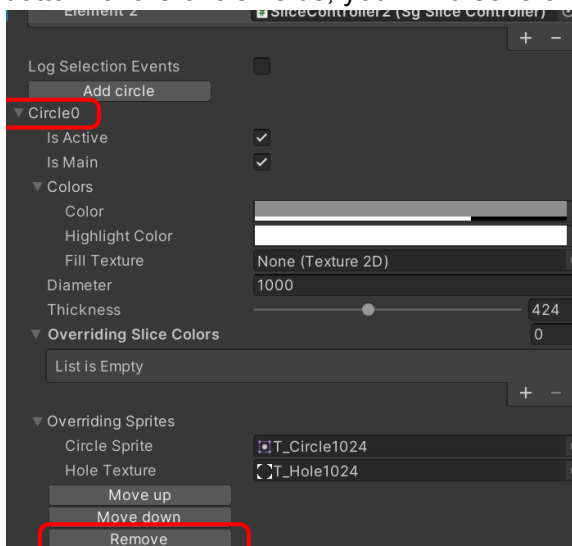 Element 2 SliceController2 (Sg Slice Controller)
+ -
Log Selection Events
Add circle
Circle0
Is Active
Is Main
Colors
Color
Highlight Color
Fill Texture None (Texture 2D)
Diameter 1000
Thickness 424
Overriding Slice Colors 0
List is Empty
+ -
Overriding Sprites
Circle Sprite T_Circle1024
Hole Texture T_Hole1024
Move up
Move down
Remove